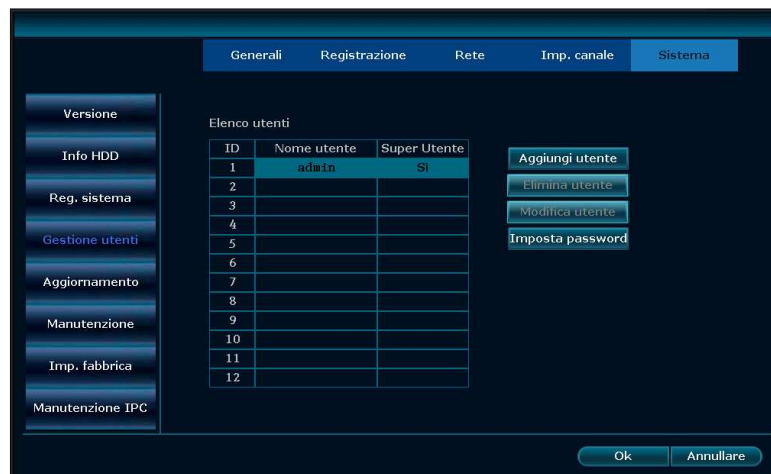 Generali Registrazione Rete Imp. canale Sistema
Versione
Info HDD
Reg. sistema
Gestione utenti
Aggiornamento
Manutenzione
Imp. fabbrica
Manutenzione IPC
Elenco utenti
ID Nome utente Super Utente
1 admin Sì
2
3
4
5
6
7
8
9
10
11
12
Aggiungi utente
Elimina utente
Modifica utente
Imposta password
Ok Annullare